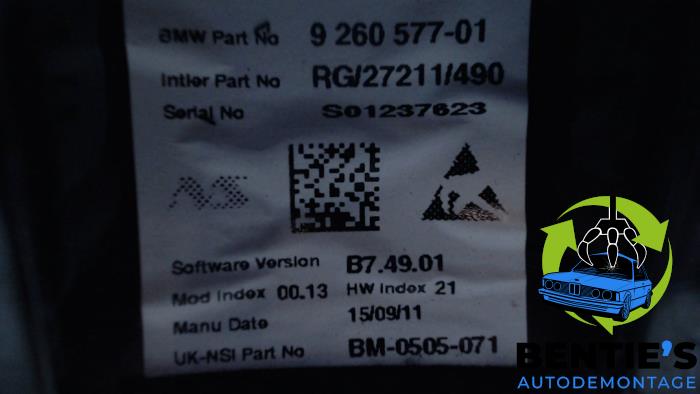 BMW Part No 9 260 577-01
Intier Part No RG/27211/490
Serial No S01237623
Software Version B7.49.01
Mod Index 00.13 HW Index 21
Manu Date 15/09/11
UK-NSI Part No BM-0505-071
BENTIE'S
AUTODEMONTAGE